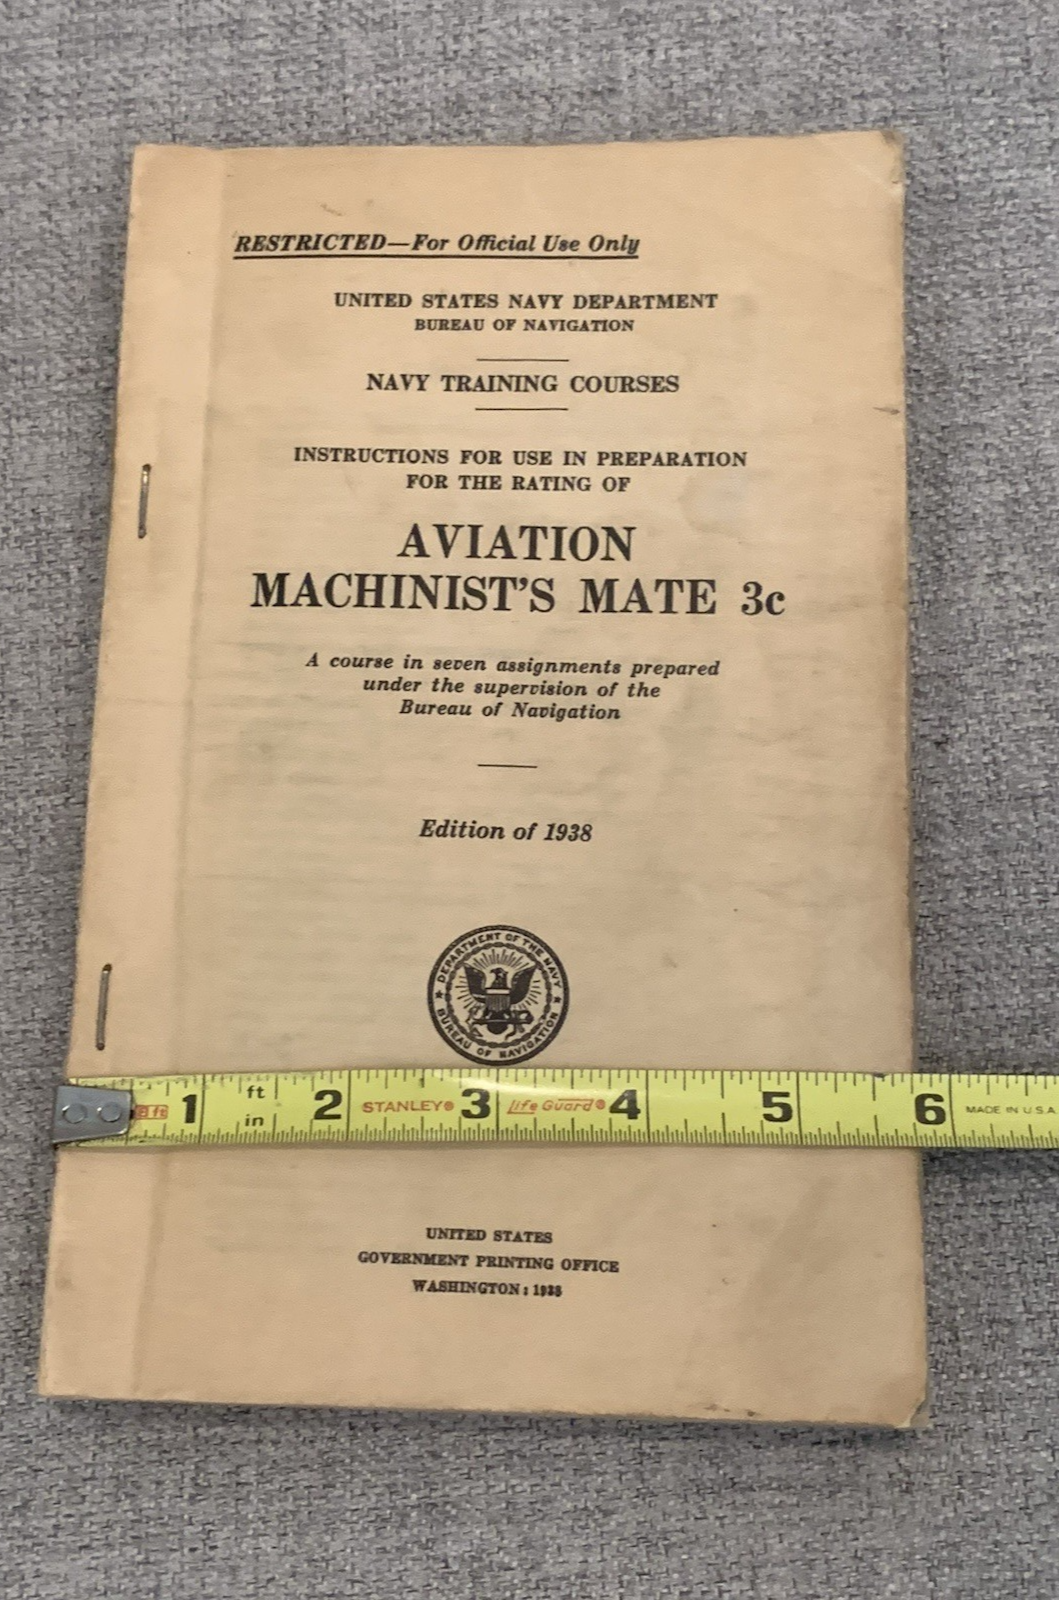 RESTRICTED—For Official Use Only
UNITED STATES NAVY DEPARTMENT
BUREAU OF NAVIGATION
NAVY TRAINING COURSES
INSTRUCTIONS FOR USE IN PREPARATION
FOR THE RATING OF
AVIATION
MACHINIST'S MATE 3c
A course in seven assignments prepared
under the supervision of the
Bureau of Navigation
Edition of 1938
DEPARTMENT OF THE NAVY
BUREAU OF NAVIGATION
8 ft 1 ft in 2 STANLEY® 3 Life Guard® 4 5 6 MADE IN U.S.A.
UNITED STATES
GOVERNMENT PRINTING OFFICE
WASHINGTON : 1938